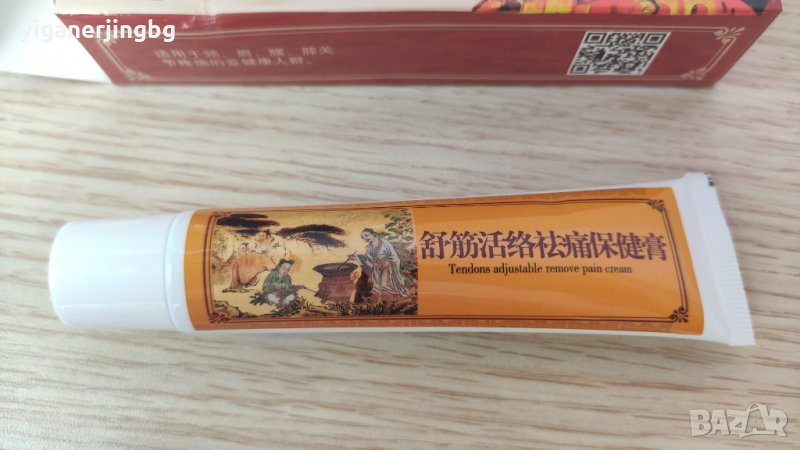 yiganerjingbg
适用于颈、肩、腰、膝关
节疼痛的亚健康人群。
舒筋活络祛痛保健膏
Tendons adjustable remove pain cream
BAZAR